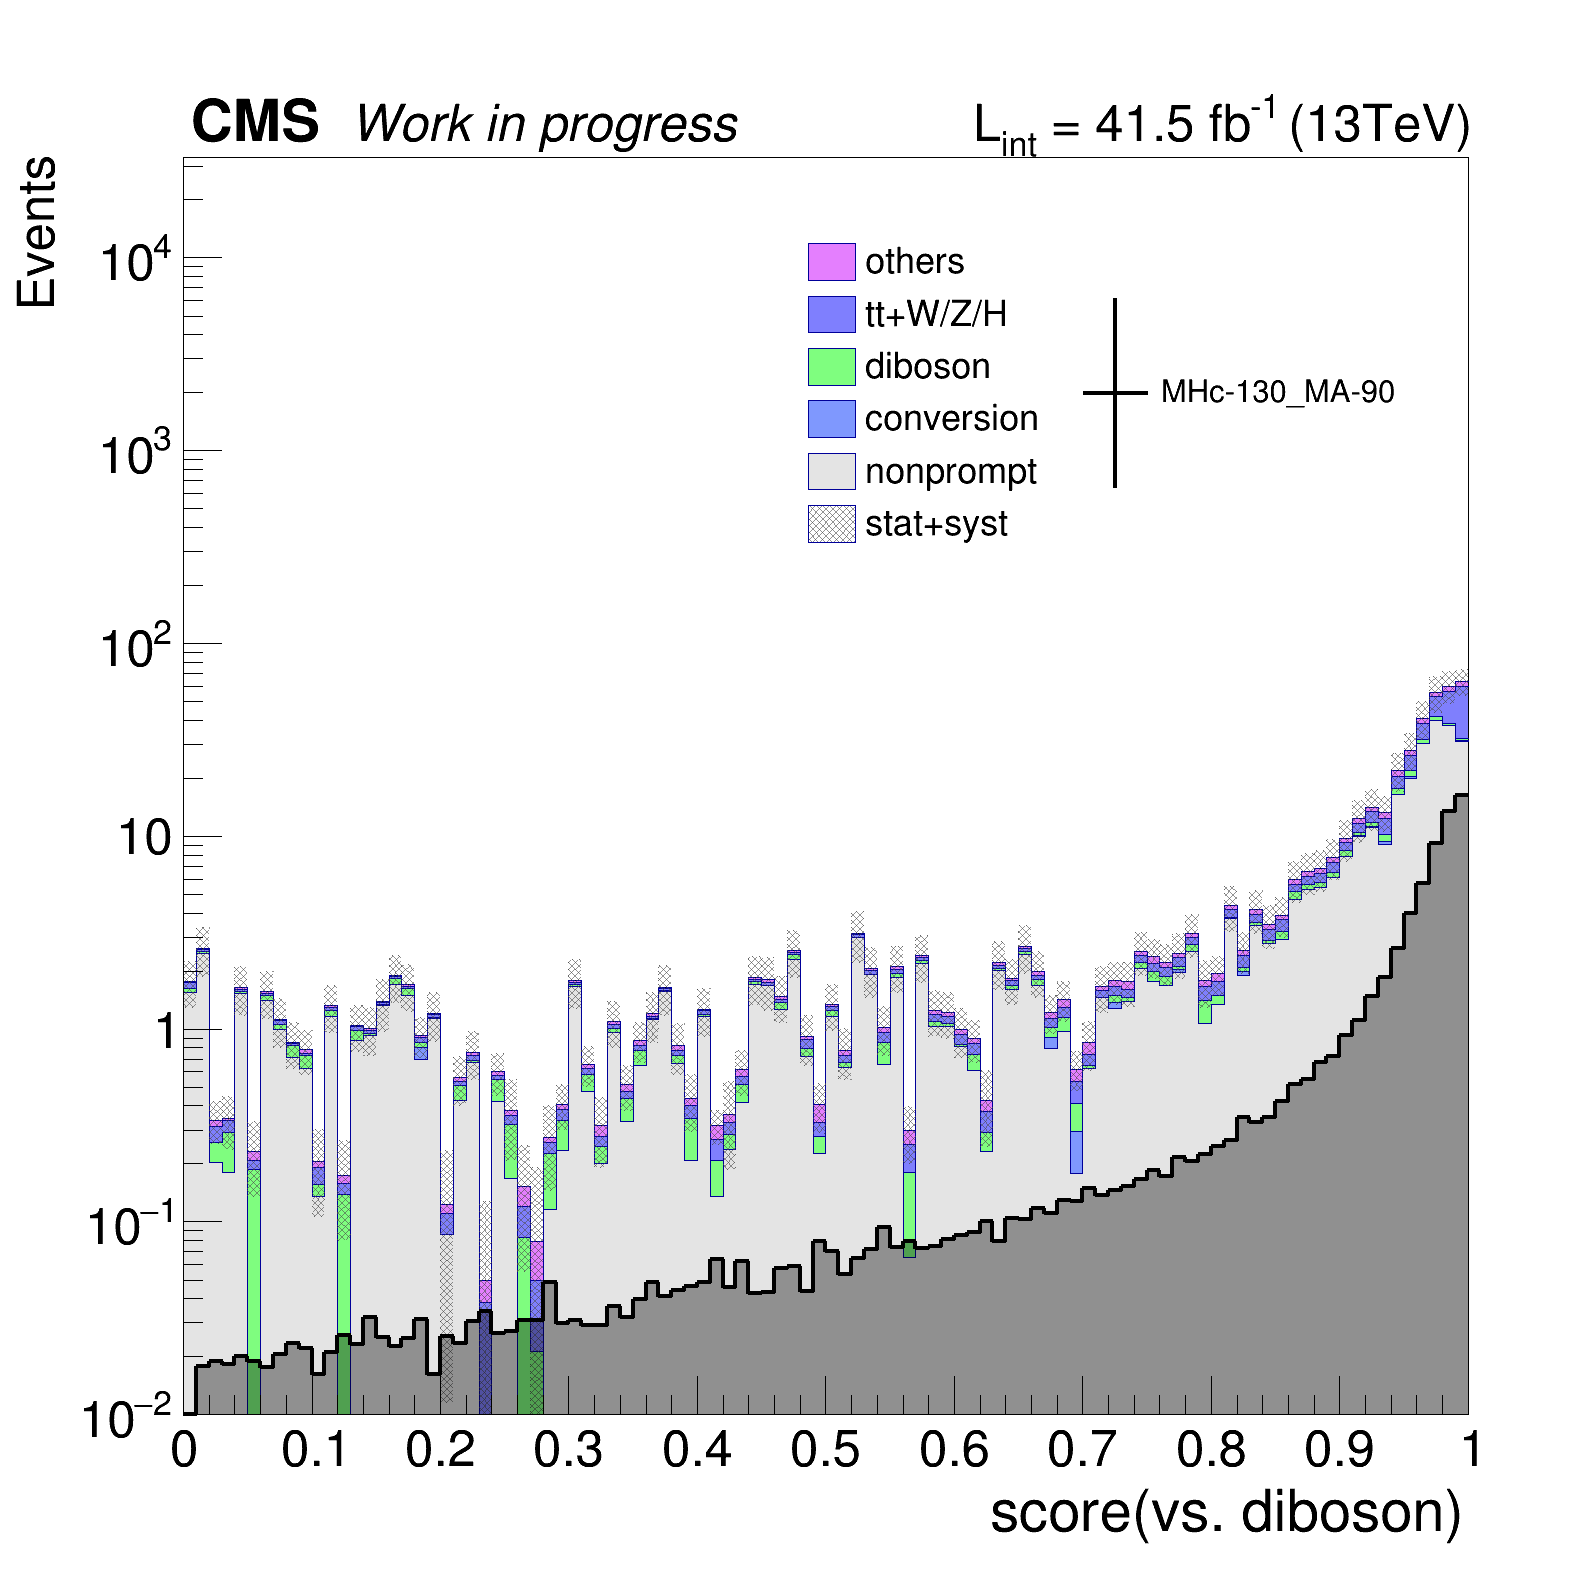 CMS Work in progress
L_int = 41.5 fb^-1 (13TeV)
Events
others
tt+W/Z/H
diboson
conversion
nonprompt
stat+syst
MHc-130_MA-90
10^4
10^3
10^2
10
1
10^−1
10^−2
0 0.1 0.2 0.3 0.4 0.5 0.6 0.7 0.8 0.9 1
score(vs. diboson)